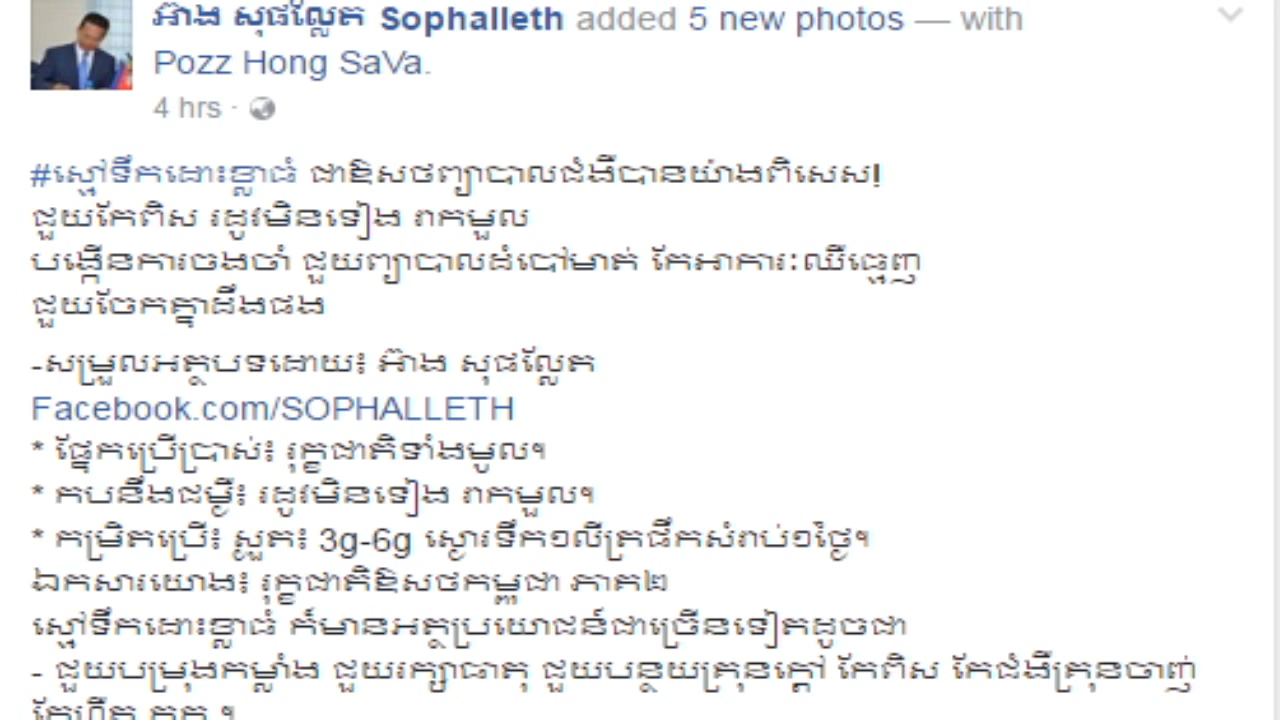 អ៊ាង សុផល្លែត Sophalleth added 5 new photos — with
Pozz Hong SaVa.
4 hrs ·
#ស្មៅទឹកដោះខ្លាធំ ជាឱសថព្យាបាលជំងឺបានយ៉ាងពិសេស!
ជួយកែពិស រដូវមិនទៀង រាកមួល
បង្កើនការចងចាំ ជួយព្យាបាលដំបៅមាត់ កែអាការៈឈឺធ្មេញ
ជួយចែកគ្នាដឹងផង
-សម្រួលអត្ថបទដោយ៖ អ៊ាង សុផល្លែត
Facebook.com/SOPHALLETH
* ផ្នែកប្រើប្រាស់៖ រុក្ខជាតិទាំងមូល។
* កបនឹងជម្ងឺ៖ រដូវមិនទៀង រាកមួល។
* កម្រិតប្រើ៖ ស្ងួត៖ 3g-6g ស្ងោរទឹក១លីត្រផឹកសំរាប់១ថ្ងៃ។
ឯកសារយោង៖ រុក្ខជាតិឱសថកម្ពុជា ភាគ២
ស្មៅទឹកដោះខ្លាធំ ក៏មានអត្ថប្រយោជន៍ជាច្រើនទៀតដូចជា
- ជួយបម្រុងកម្លាំង ជួយរក្សាធាតុ ជួយបន្ថយគ្រុនក្តៅ កែពិស កែជំងឺគ្រុនចាញ់
កែហឺត